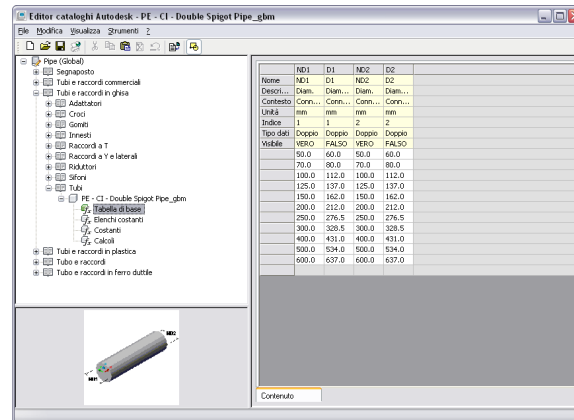 Editor cataloghi Autodesk - PE - CI - Double Spigot Pipe_gbm
File Modifica Visualizza Strumenti ?
Pipe (Global)
Segnaposto
Tubi e raccordi commerciali
Tubi e raccordi in ghisa
Adattatori
Croci
Gomiti
Innesti
Raccordi a T
Raccordi a Y e laterali
Riduttori
Sifoni
Tubi
PE - CI - Double Spigot Pipe_gbm
Tabella di base
Elenchi costanti
Costanti
Calcoli
Tubi e raccordi in plastica
Tubo e raccordi
Tubo e raccordi in ferro duttile
ND2
ND1
ND1 D1 ND2 D2
Nome ND1 D1 ND2 D2
Descri... Diam. Diam... Diam. Diam...
Contesto Conn... Conn... Conn... Conn...
Unità mm mm mm mm
Indice 1 1 2 2
Tipo dati Doppio Doppio Doppio Doppio
Visibile VERO FALSO VERO FALSO
50.0 60.0 50.0 60.0
70.0 80.0 70.0 80.0
100.0 112.0 100.0 112.0
125.0 137.0 125.0 137.0
150.0 162.0 150.0 162.0
200.0 212.0 200.0 212.0
250.0 276.5 250.0 276.5
300.0 328.5 300.0 328.5
400.0 431.0 400.0 431.0
500.0 534.0 500.0 534.0
600.0 637.0 600.0 637.0
Contenuto